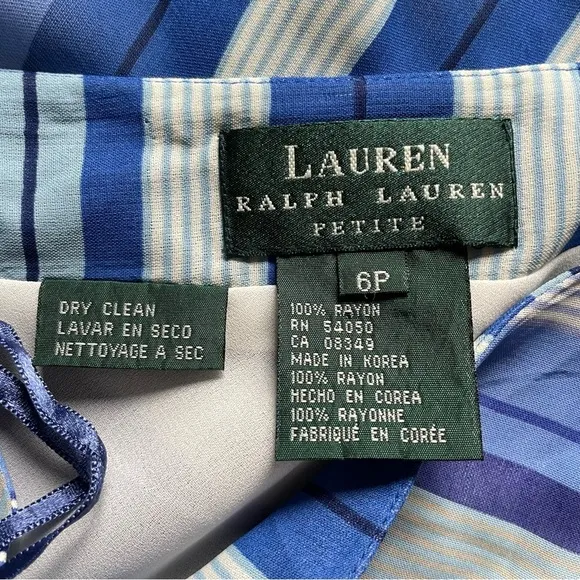 LAUREN
RALPH LAUREN
PETITE
6P
100% RAYON
RN 54050
CA 08349
MADE IN KOREA
100% RAYON
HECHO EN COREA
100% RAYONNE
FABRIQUÉ EN CORÉE
DRY CLEAN
LAVAR EN SECO
NETTOYAGE A SEC